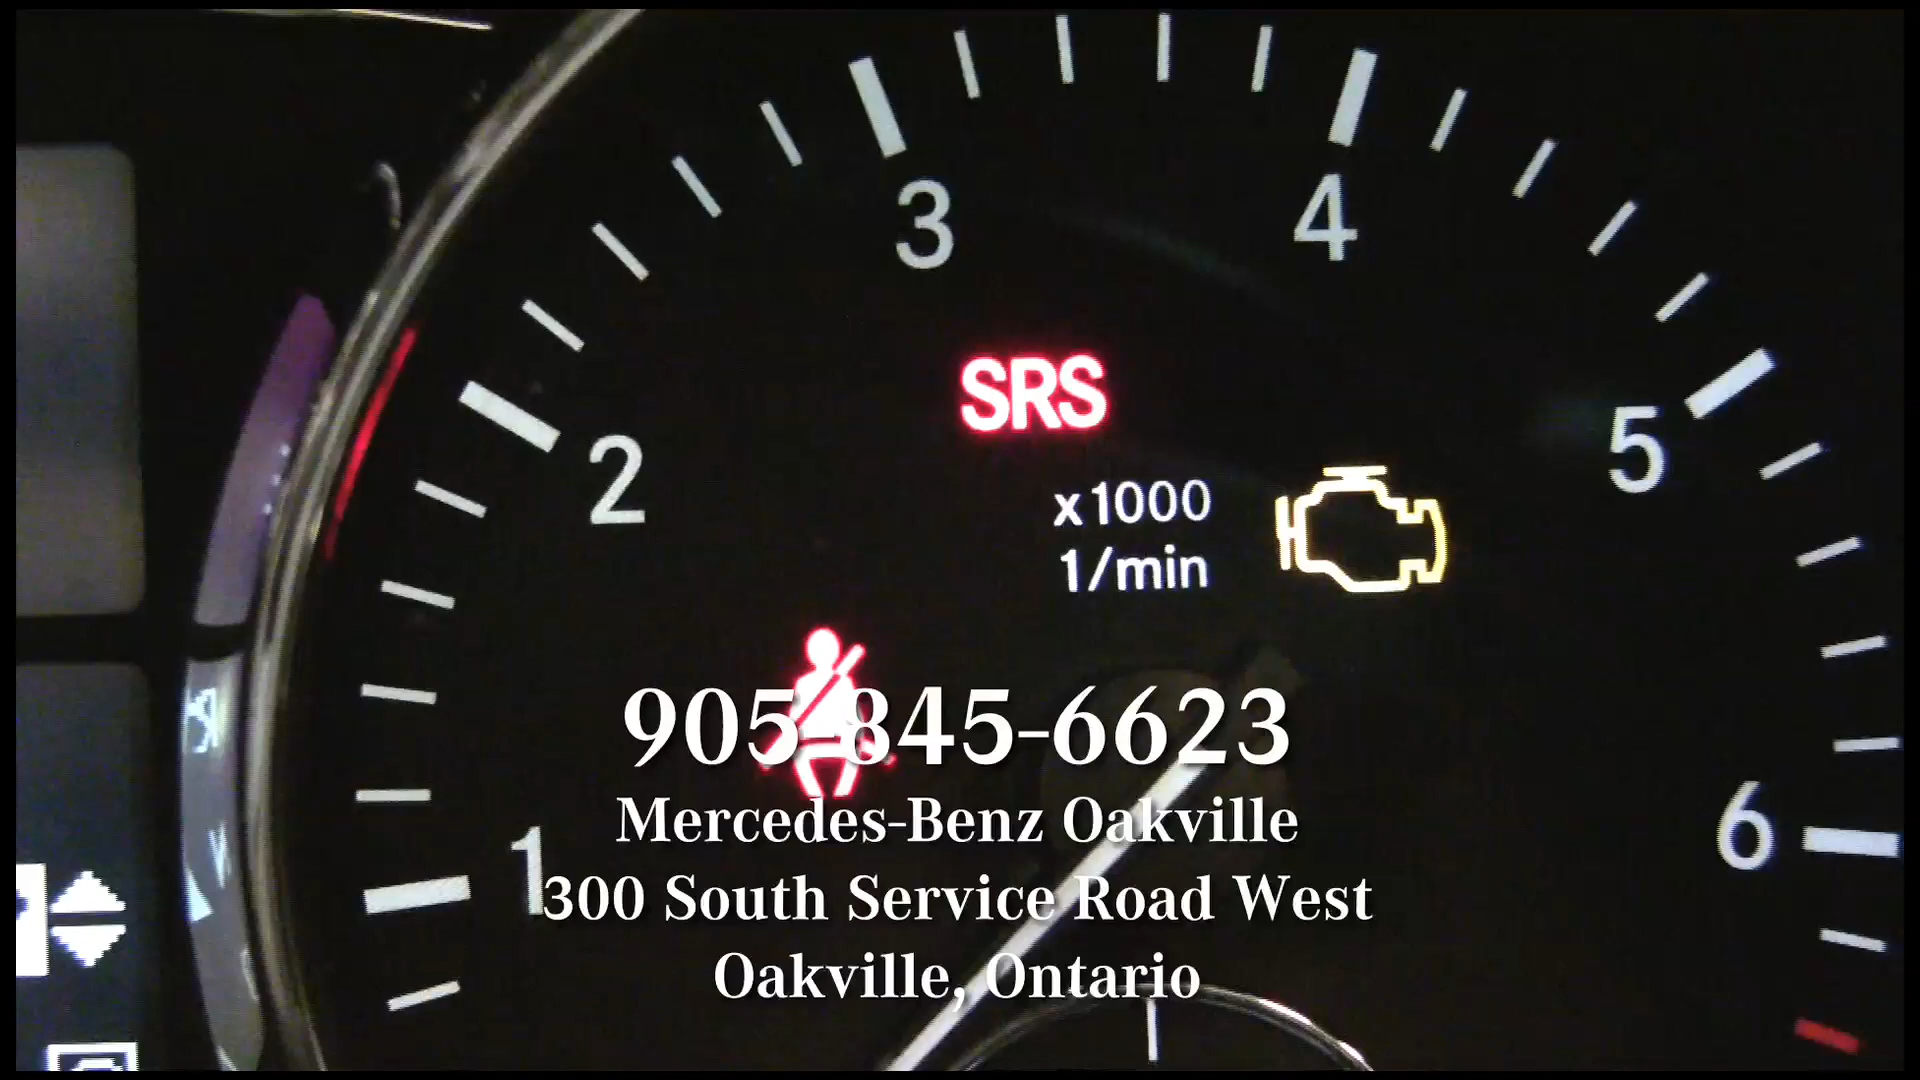 3
4
SRS
5
2
x1000
1/min
905-845-6623
Mercedes-Benz Oakville
6
1
300 South Service Road West
Oakville, Ontario